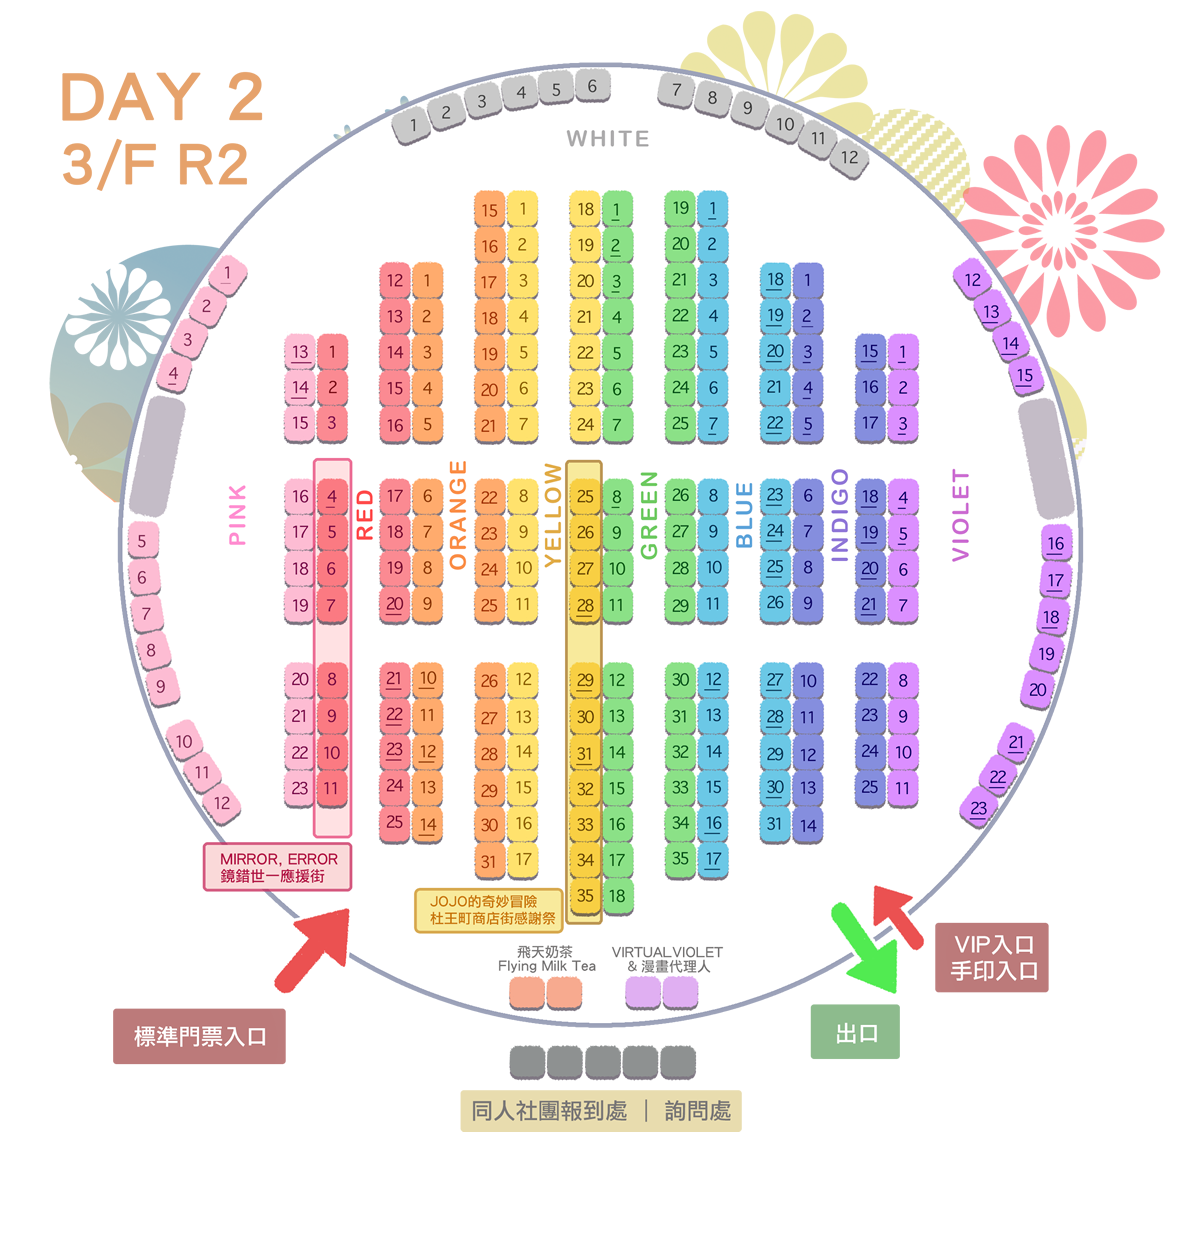 DAY 2
3/F R2
1 2 3 4 5 6 7 8 9 10 11 12
WHITE
15 1 18 1 19 1
16 2 19 2 20 2
1 12 1 17 3 20 3 21 3 18 1 12
2 13 2 18 4 21 4 22 4 19 2 13
3 13 1 14 3 19 5 22 5 23 5 20 3 15 1 14
4 14 2 15 4 20 6 23 6 24 6 21 4 16 2 15
15 3 16 5 21 7 24 7 25 7 22 5 17 3
PINK RED ORANGE YELLOW GREEN BLUE INDIGO VIOLET
16 4 17 6 22 8 25 8 26 8 23 6 18 4
5 17 5 18 7 23 9 26 9 27 9 24 7 19 5 16
6 18 6 19 8 24 10 27 10 28 10 25 8 20 6 17
7 19 7 20 9 25 11 28 11 29 11 26 9 21 7 18
8 19
9 20 8 21 10 26 12 29 12 30 12 27 10 22 8 20
21 9 22 11 27 13 30 13 31 13 28 11 23 9
10 22 10 23 12 28 14 31 14 32 14 29 12 24 10 21
11 23 11 24 13 29 15 32 15 33 15 30 13 25 11 22
12 25 14 30 16 33 16 34 16 31 14 23
31 17 34 17 35 17
35 18
MIRROR, ERROR
鏡錯世一應援街
JOJO的奇妙冒險
杜王町商店街感謝祭
飛天奶茶
Flying Milk Tea
VIRTUALVIOLET
& 漫畫代理人
VIP入口
手印入口
標準門票入口
出口
同人社團報到處 | 詢問處